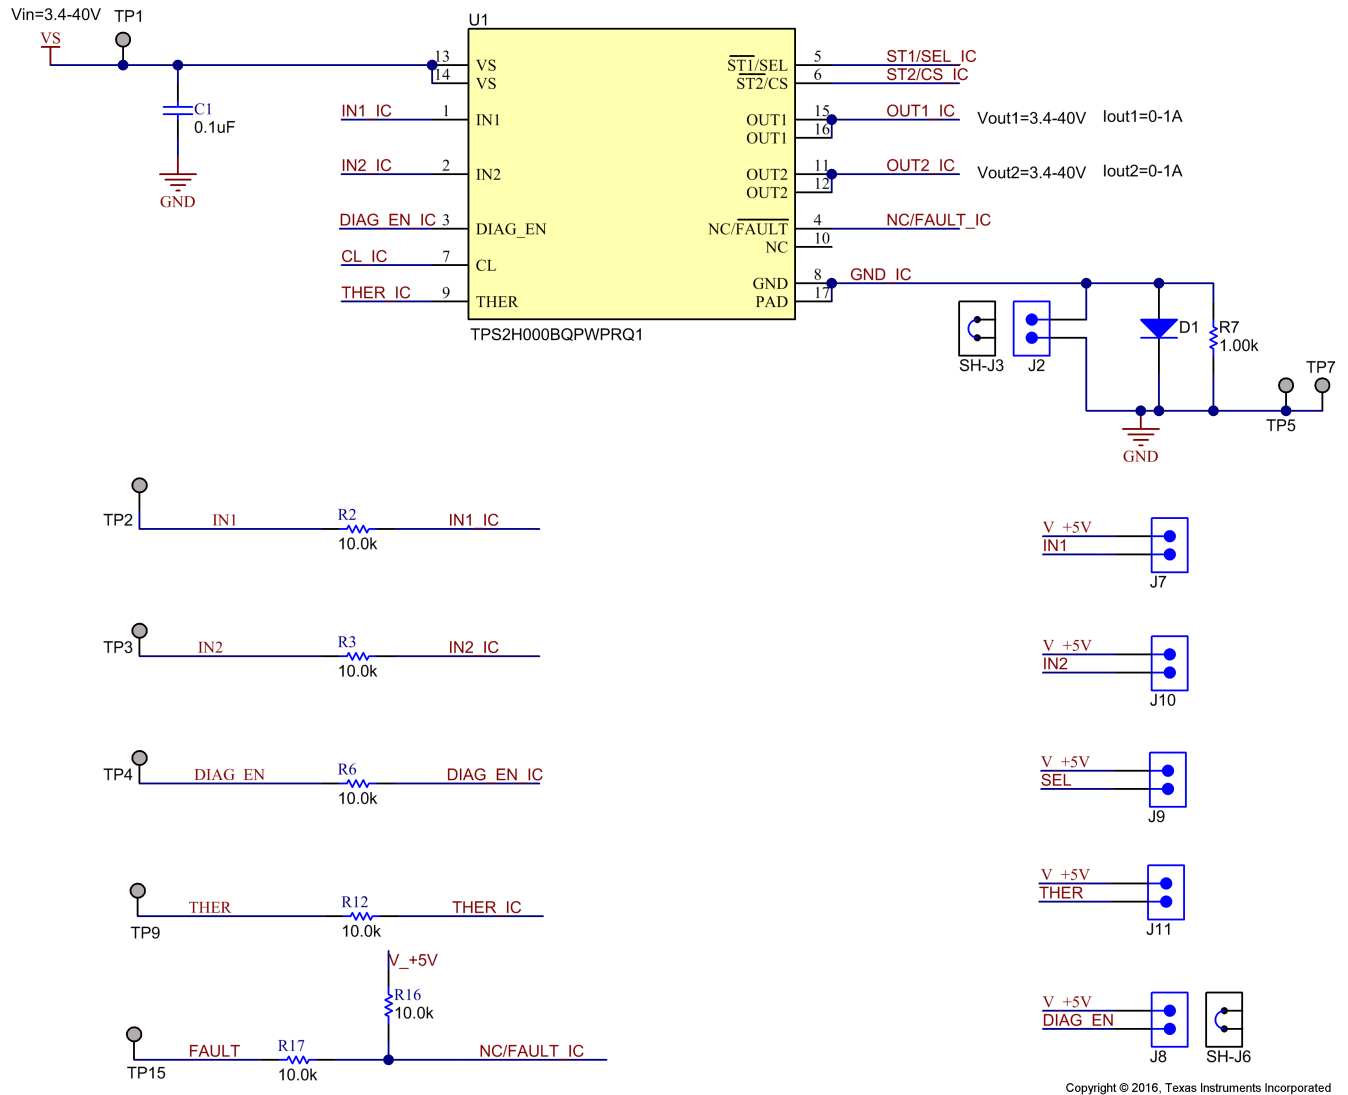 Vin=3.4-40V
TP1
U1
VS
13 VS
14 VS
ST1/SEL 5 ST1/SEL_IC
ST2/CS 6 ST2/CS_IC
C1
0.1uF
GND
IN1_IC 1 IN1
OUT1 15 OUT1_IC Vout1=3.4-40V Iout1=0-1A
OUT1 16
IN2_IC 2 IN2
OUT2 11 OUT2_IC Vout2=3.4-40V Iout2=0-1A
OUT2 12
DIAG_EN_IC 3 DIAG_EN
NC/FAULT 4 NC/FAULT_IC
NC 10
CL_IC 7 CL
GND 8 GND_IC
THER_IC 9 THER
PAD 17
TPS2H000BQPWPRQ1
SH-J3
J2
D1
R7
1.00k
TP7
TP5
GND
TP2 IN1 R2 IN1_IC
10.0k
V_+5V
IN1
J7
TP3 IN2 R3 IN2_IC
10.0k
V_+5V
IN2
J10
TP4 DIAG_EN R6 DIAG_EN_IC
10.0k
V_+5V
SEL
J9
TP9 THER R12 THER_IC
10.0k
V_+5V
THER
J11
V_+5V
R16
10.0k
TP15 FAULT R17 NC/FAULT_IC
10.0k
V_+5V
DIAG_EN
J8
SH-J6
Copyright © 2016, Texas Instruments Incorporated